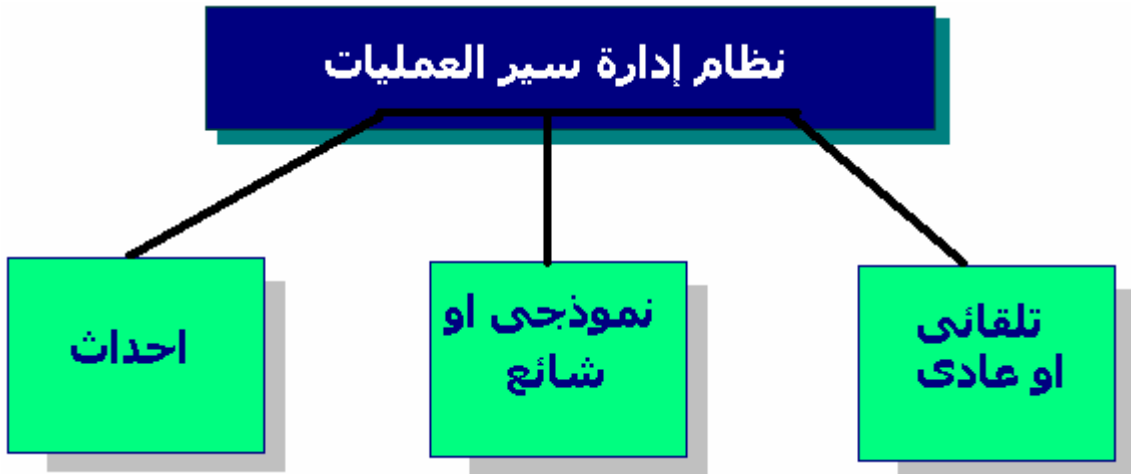 نظام إدارة سير العمليات
تلقائى
او عادى
نموذجى او
شائع
احداث